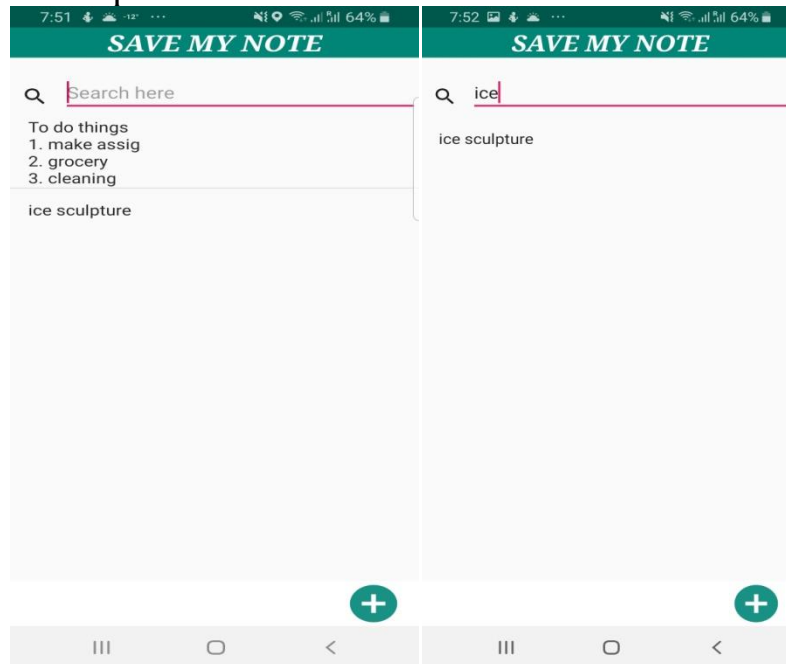 7:51 -12° ... 64%
SAVE MY NOTE
Search here
To do things
1. make assig
2. grocery
3. cleaning
ice sculpture
7:52 ... 64%
SAVE MY NOTE
ice
ice sculpture